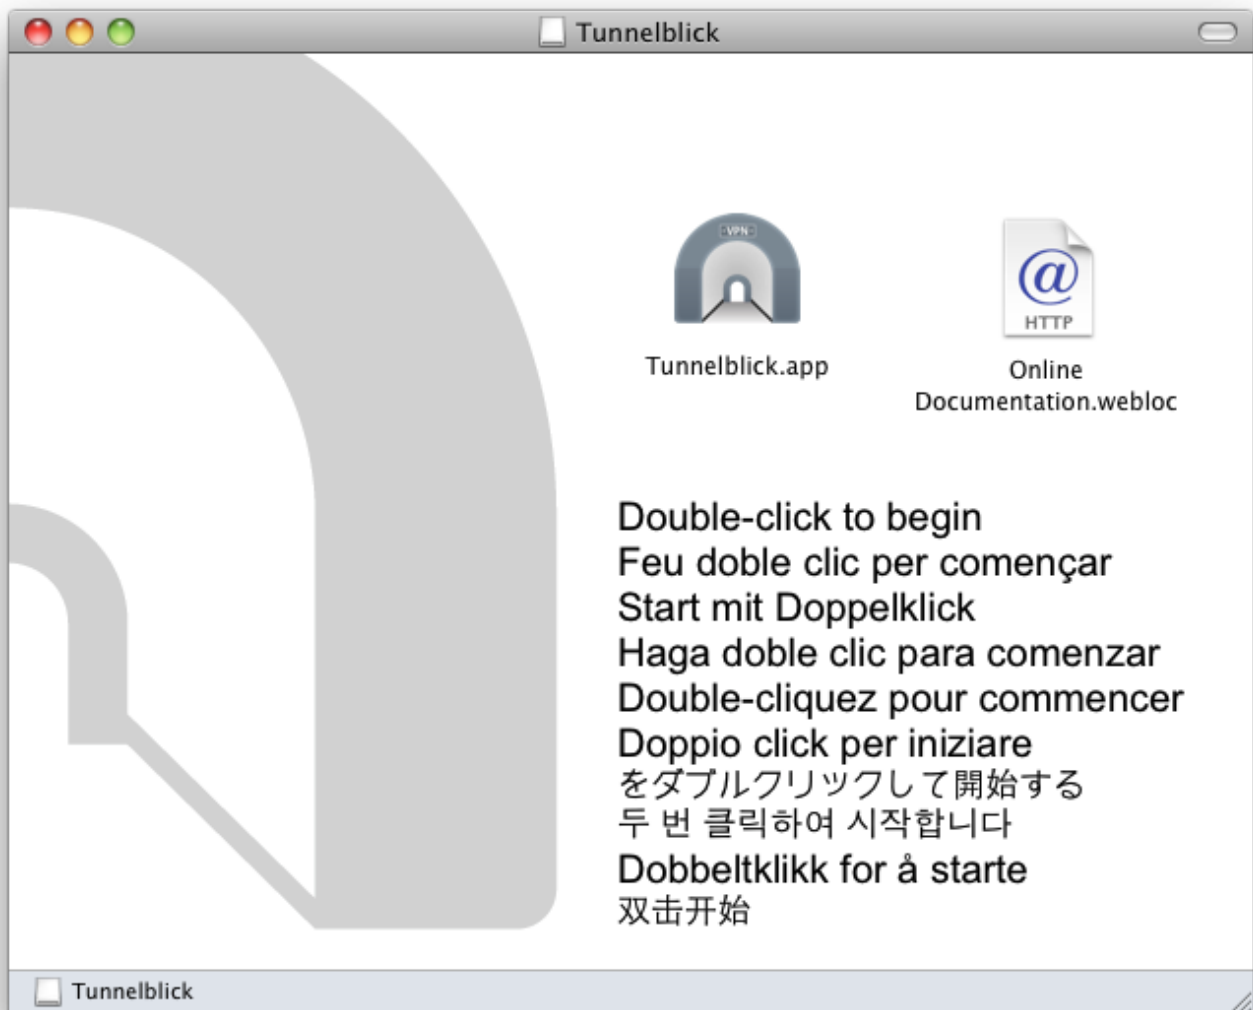 Tunnelblick
VPN
Tunnelblick.app
@
HTTP
Online
Documentation.webloc
Double-click to begin
Feu doble clic per començar
Start mit Doppelklick
Haga doble clic para comenzar
Double-cliquez pour commencer
Doppio click per iniziare
をダブルクリックして開始する
두 번 클릭하여 시작합니다
Dobbeltklikk for å starte
双击开始
Tunnelblick